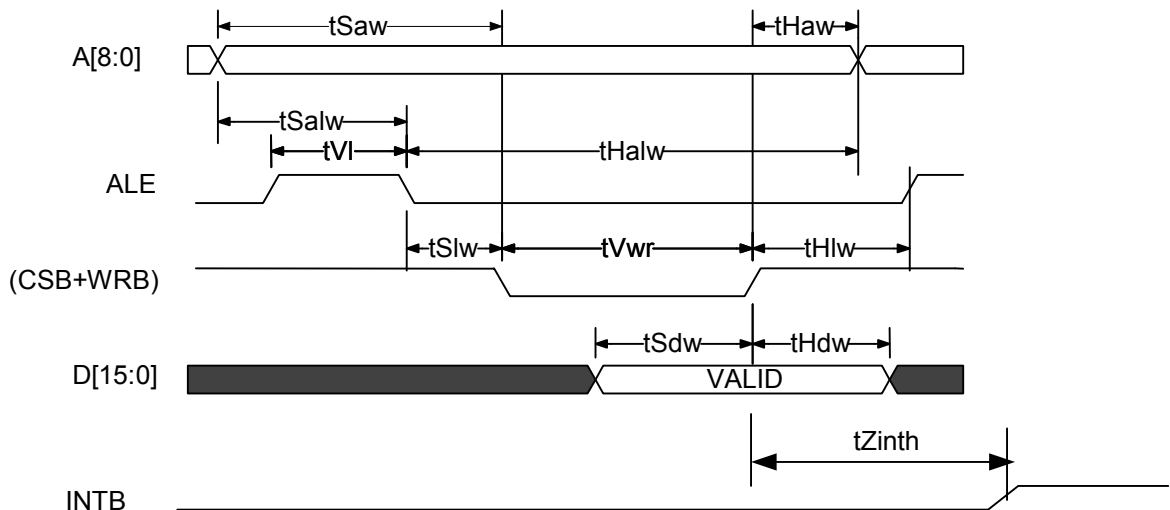 tSaw
tHaw
A[8:0]
tSalw
tVl
tHalw
ALE
tSlw
tVwr
tHlw
(CSB+WRB)
tSdw
tHdw
D[15:0]
VALID
tZinth
INTB